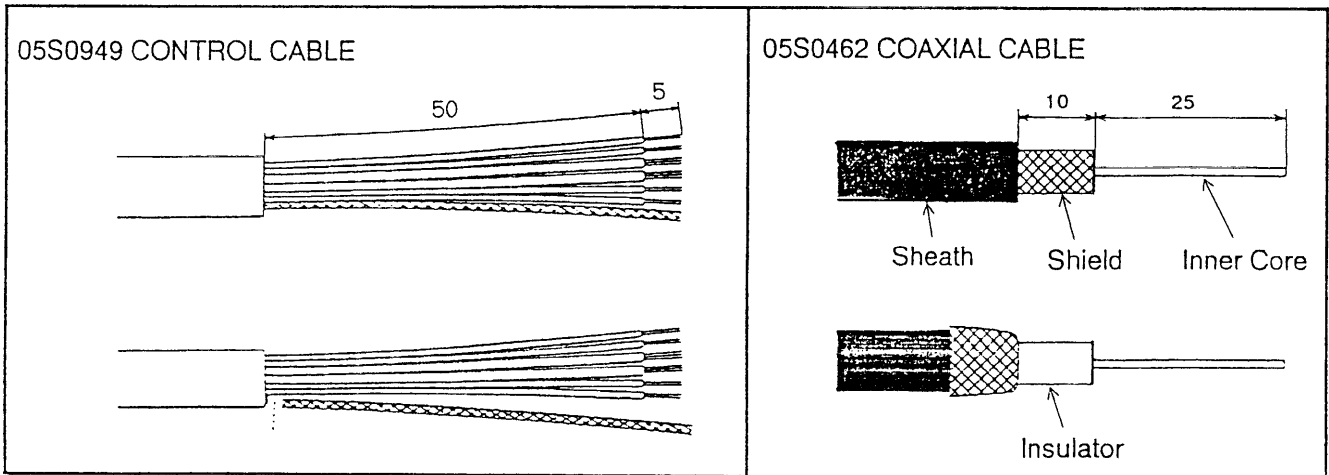 05S0949 CONTROL CABLE
50
5
05S0462 COAXIAL CABLE
10
25
Sheath
Shield
Inner Core
Insulator